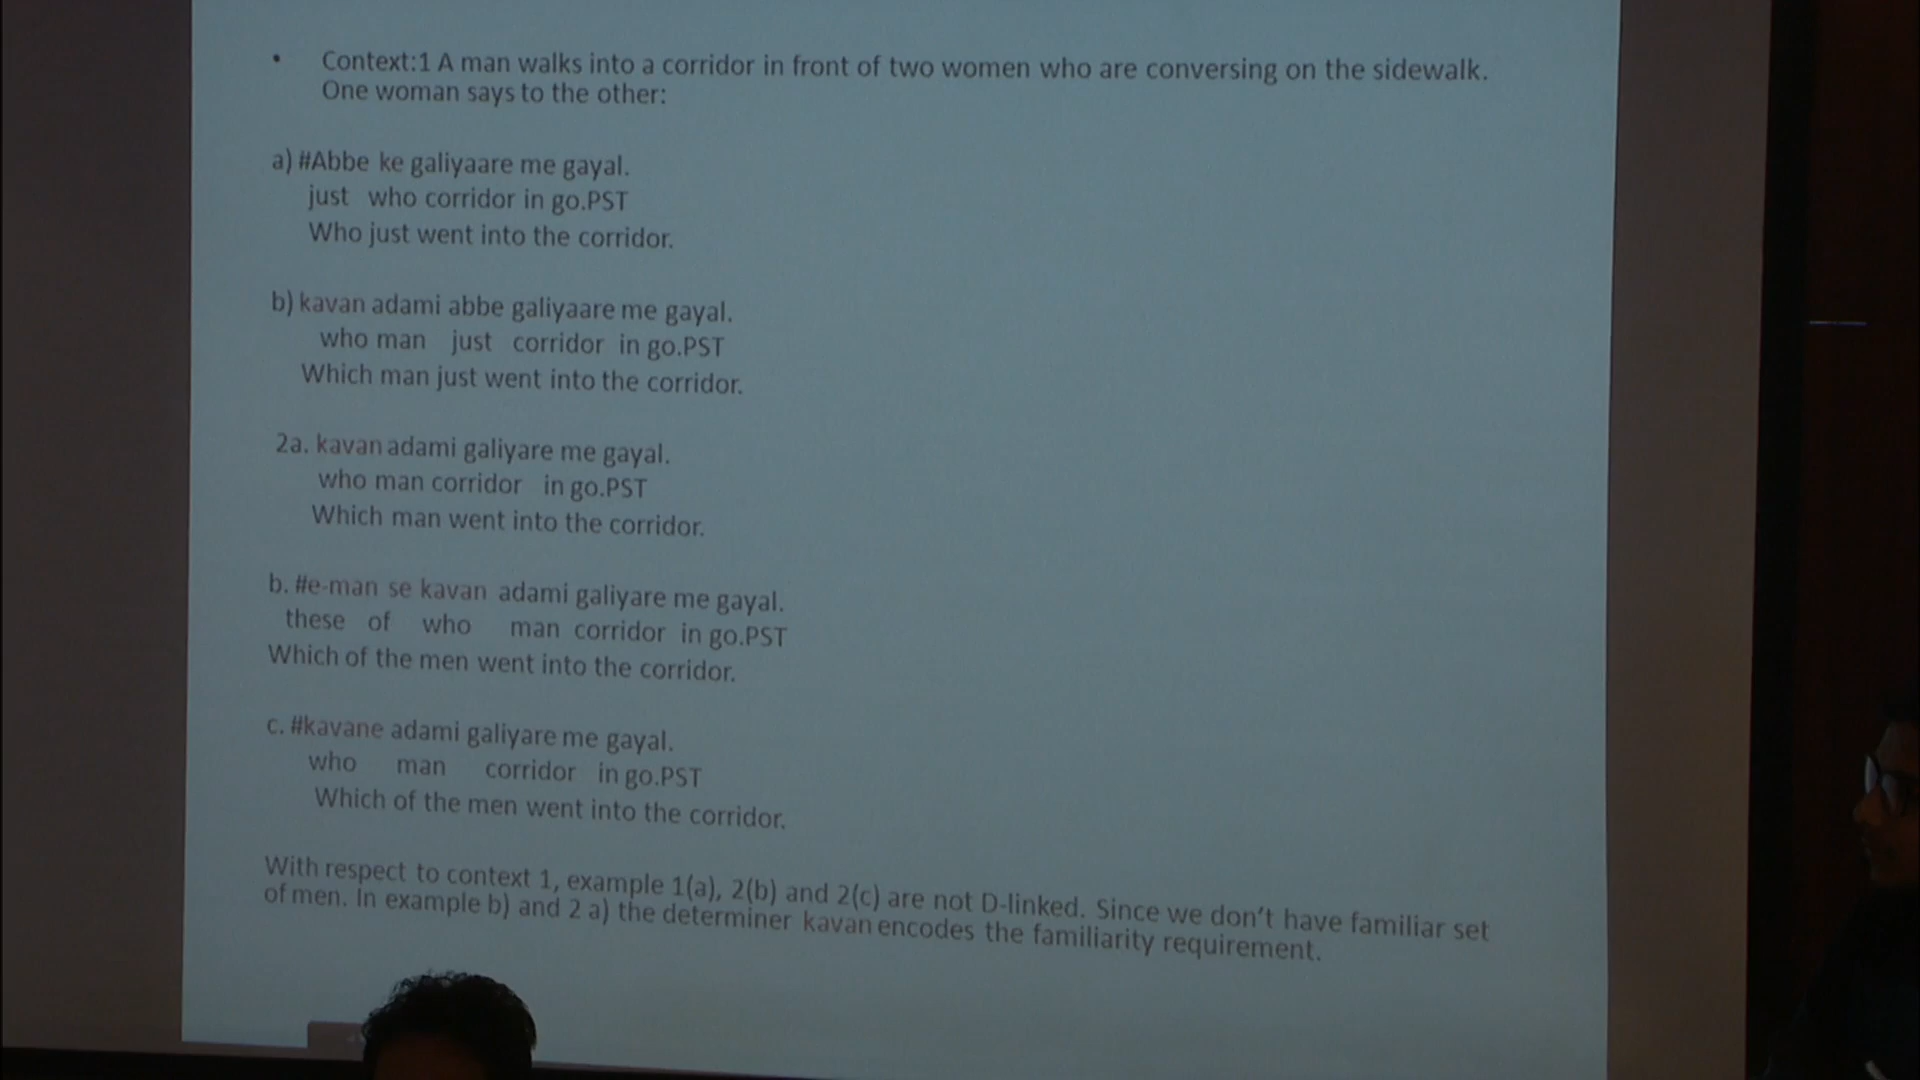 • Context:1 A man walks into a corridor in front of two women who are conversing on the sidewalk.
One woman says to the other:
a) #Abbe ke galiyaare me gayal.
just who corridor in go.PST
Who just went into the corridor.
b) kavan adami abbe galiyaare me gayal.
who man just corridor in go.PST
Which man just went into the corridor.
2a. kavan adami galiyare me gayal.
who man corridor in go.PST
Which man went into the corridor.
b. #e-man se kavan adami galiyare me gayal.
these of who man corridor in go.PST
Which of the men went into the corridor.
c. #kavane adami galiyare me gayal.
who man corridor in go.PST
Which of the men went into the corridor.
With respect to context 1, example 1(a), 2(b) and 2(c) are not D-linked. Since we don't have familiar set
of men. In example b) and 2 a) the determiner kavan encodes the familiarity requirement.